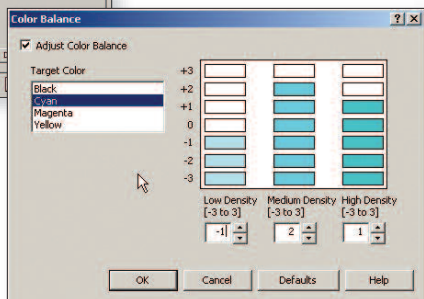 Color Balance
Adjust Color Balance
Target Color
Black
Cyan
Magenta
Yellow
+3
+2
+1
0
-1
-2
-3
Low Density Medium Density High Density
[-3 to 3] [-3 to 3] [-3 to 3]
-1 2 1
OK Cancel Defaults Help